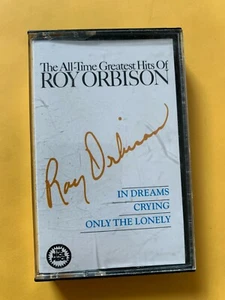 The All-Time Greatest Hits Of
ROY ORBISON
Roy Orbison
IN DREAMS
CRYING
ONLY THE LONELY